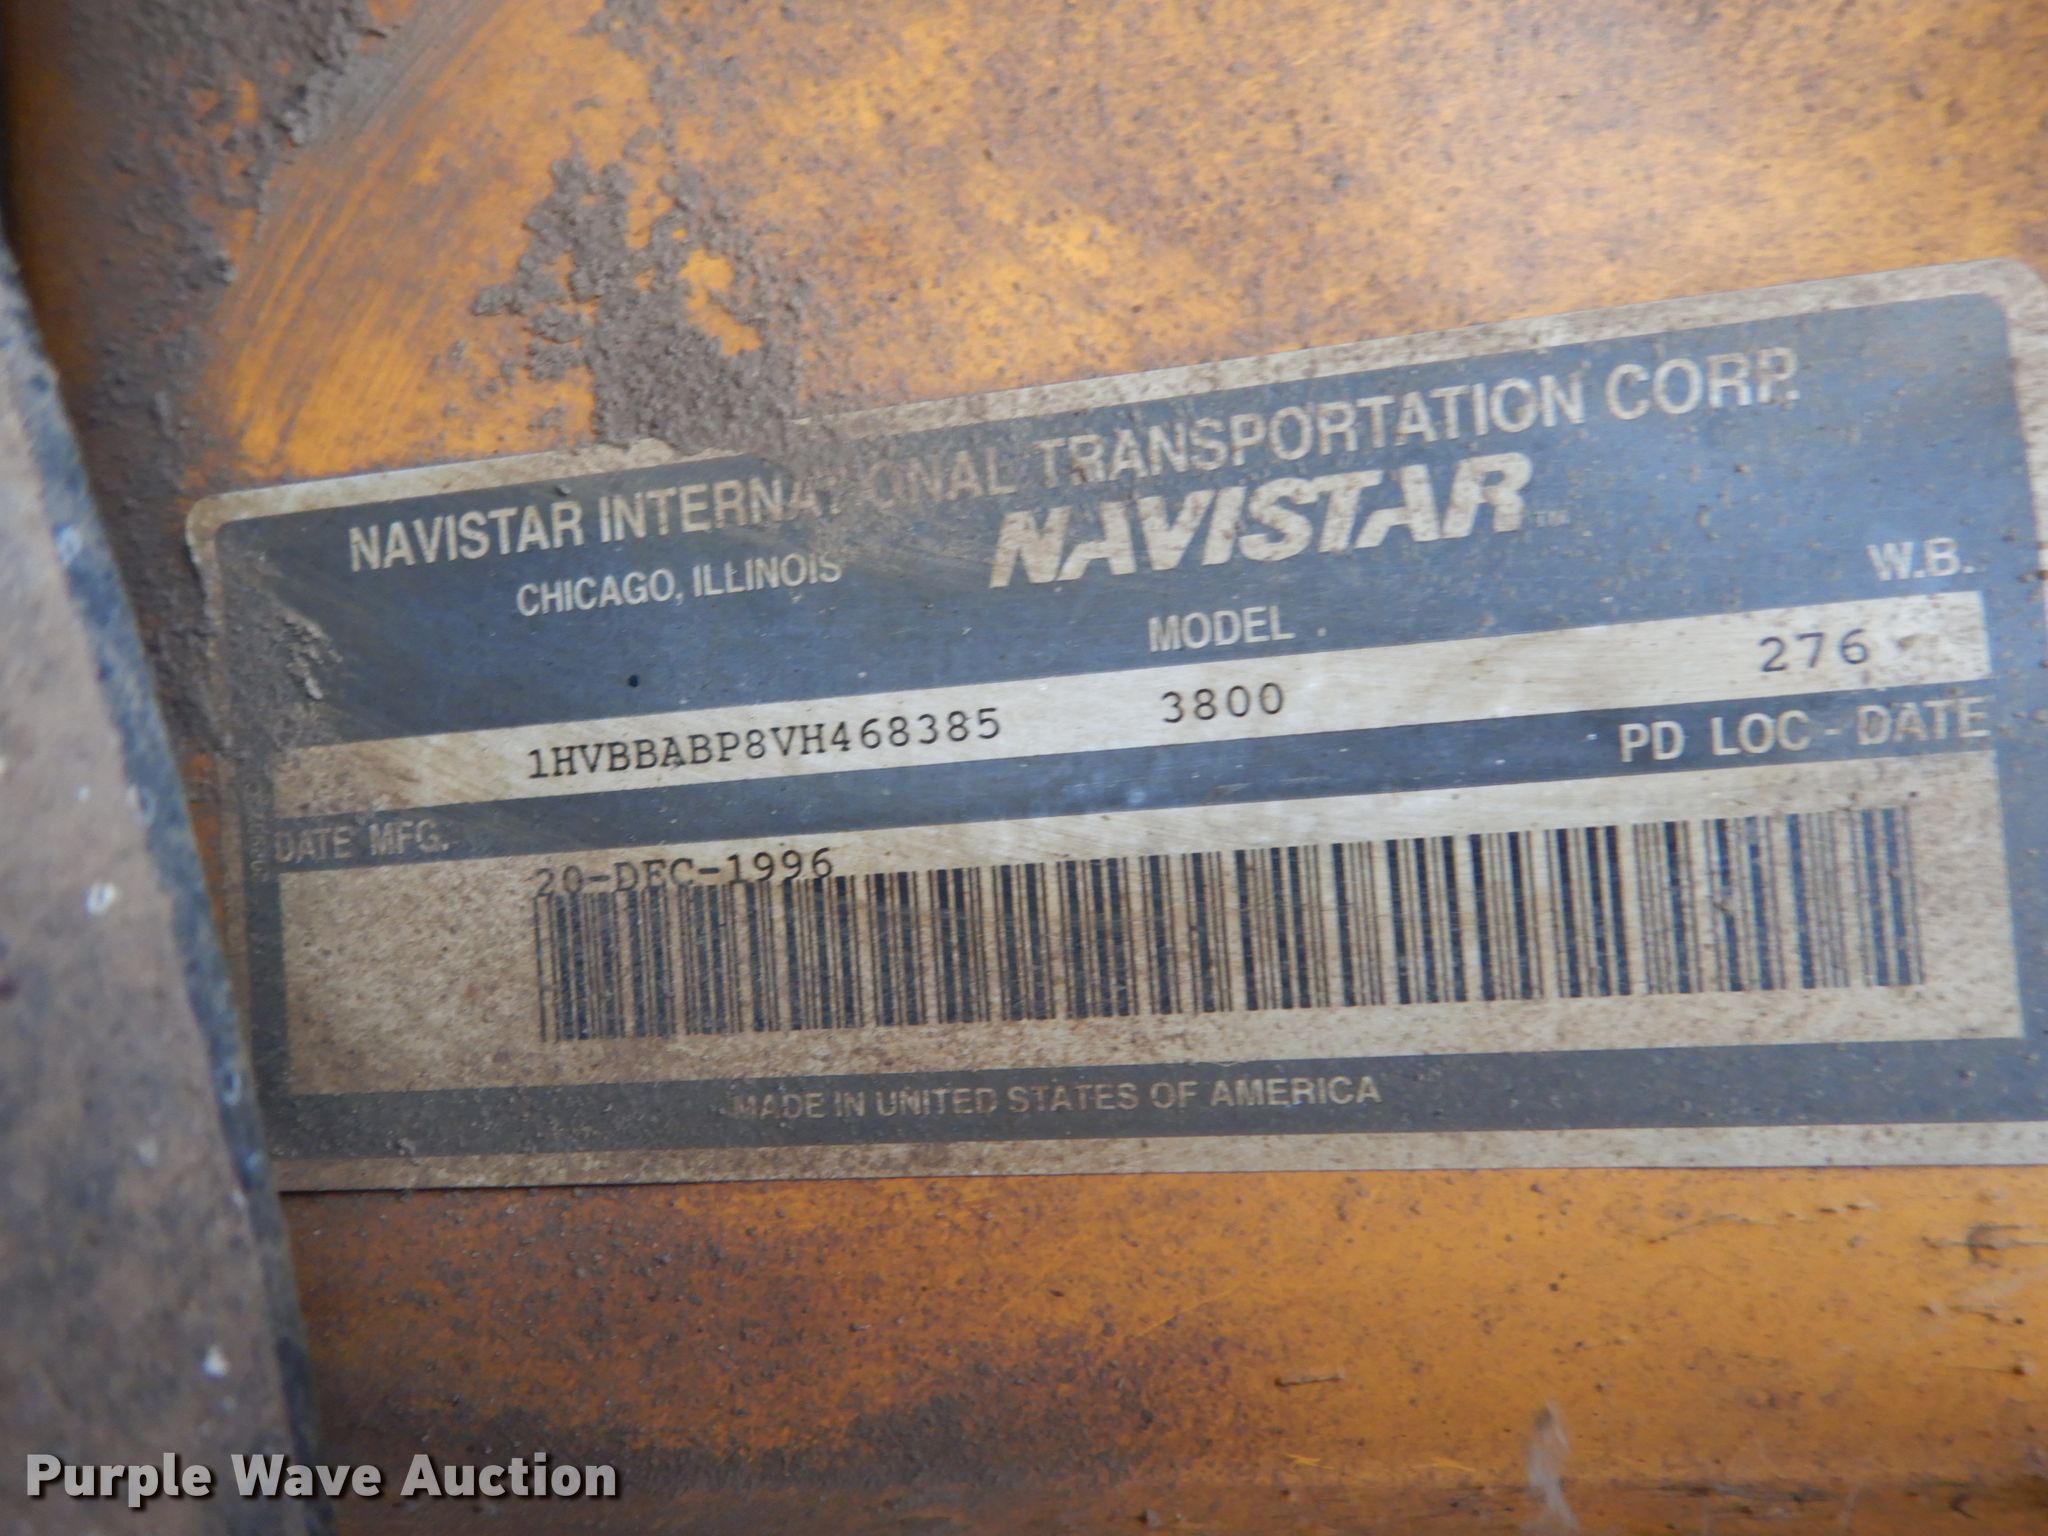 NAVISTAR INTERNATIONAL TRANSPORTATION CORP.
CHICAGO, ILLINOIS
NAVISTAR™
MODEL
W.B.
1HVBBABP8VH468385
3800
276
DATE MFG.
PD LOC - DATE
20-DEC-1996
MADE IN UNITED STATES OF AMERICA
Purple Wave Auction